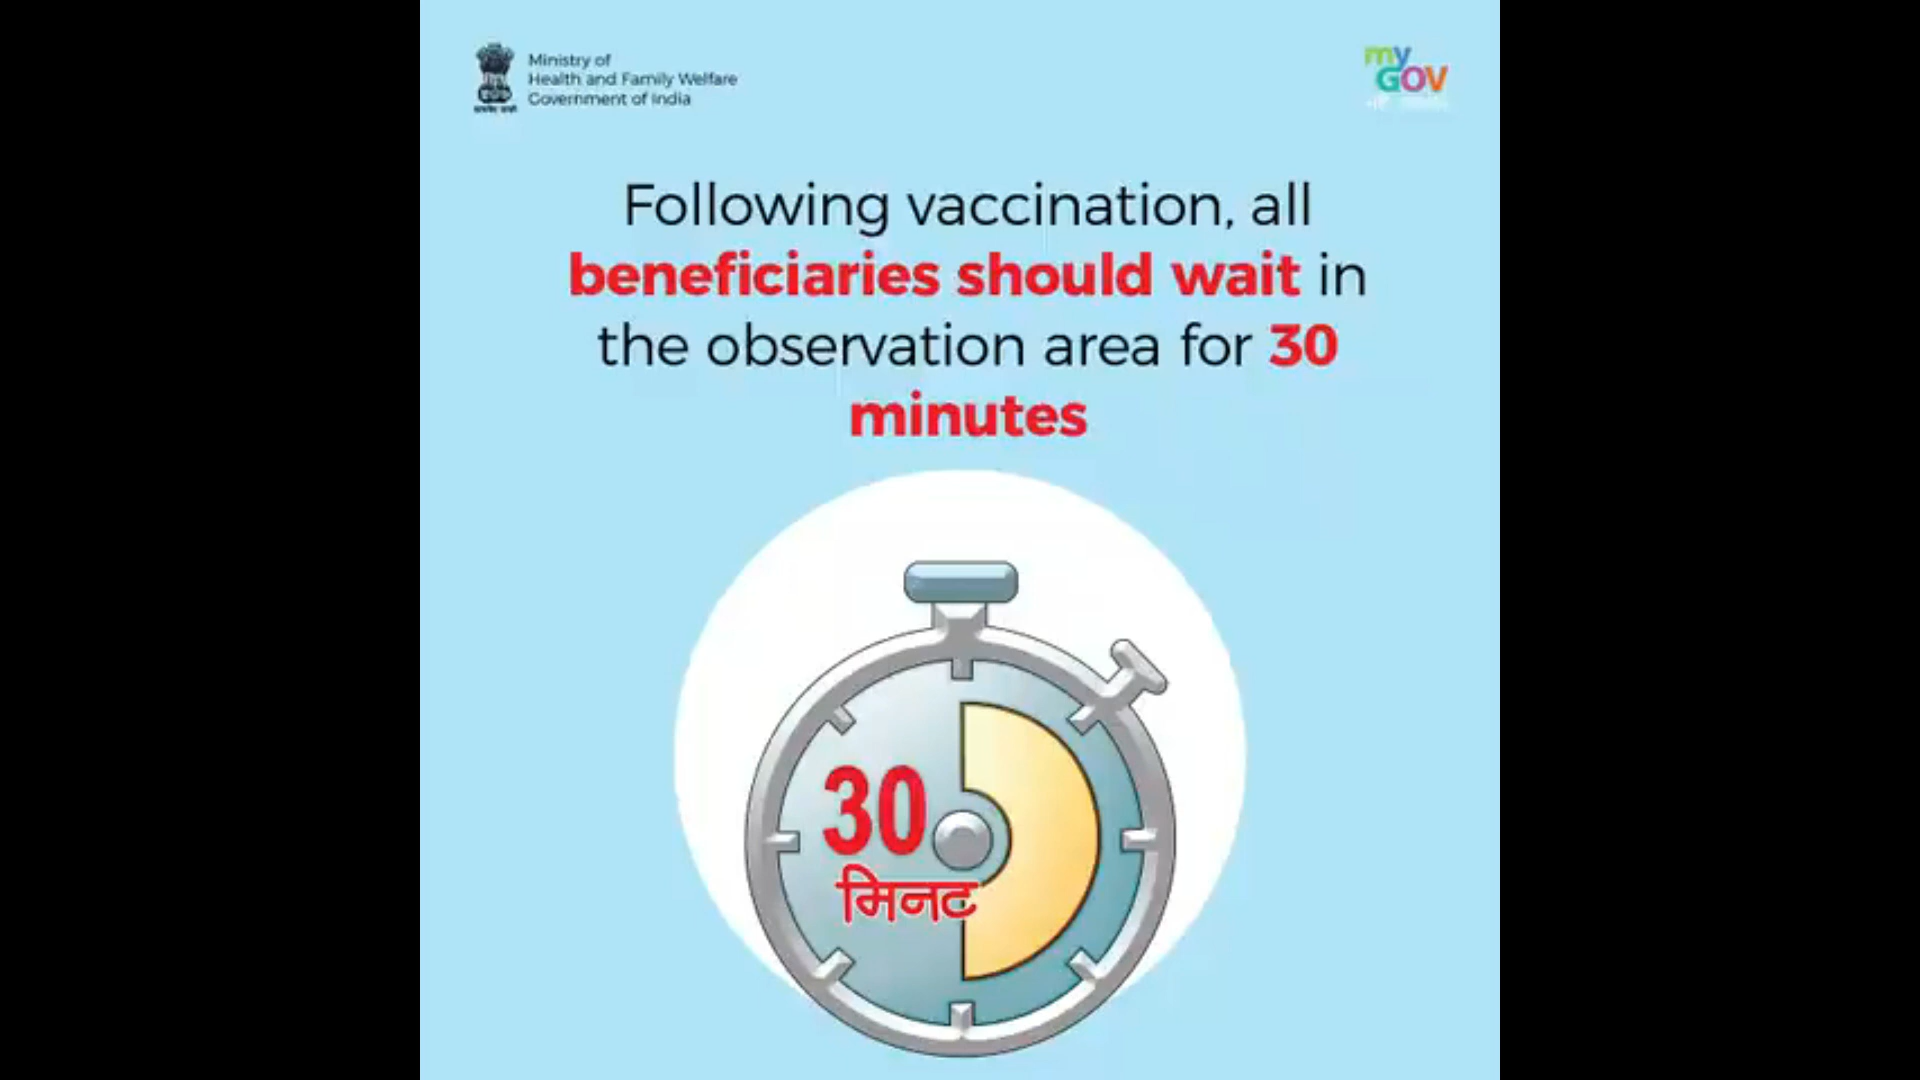 Ministry of
Health and Family Welfare
Government of India
my
GOV
Following vaccination, all
beneficiaries should wait in
the observation area for 30
minutes
30
मिनट